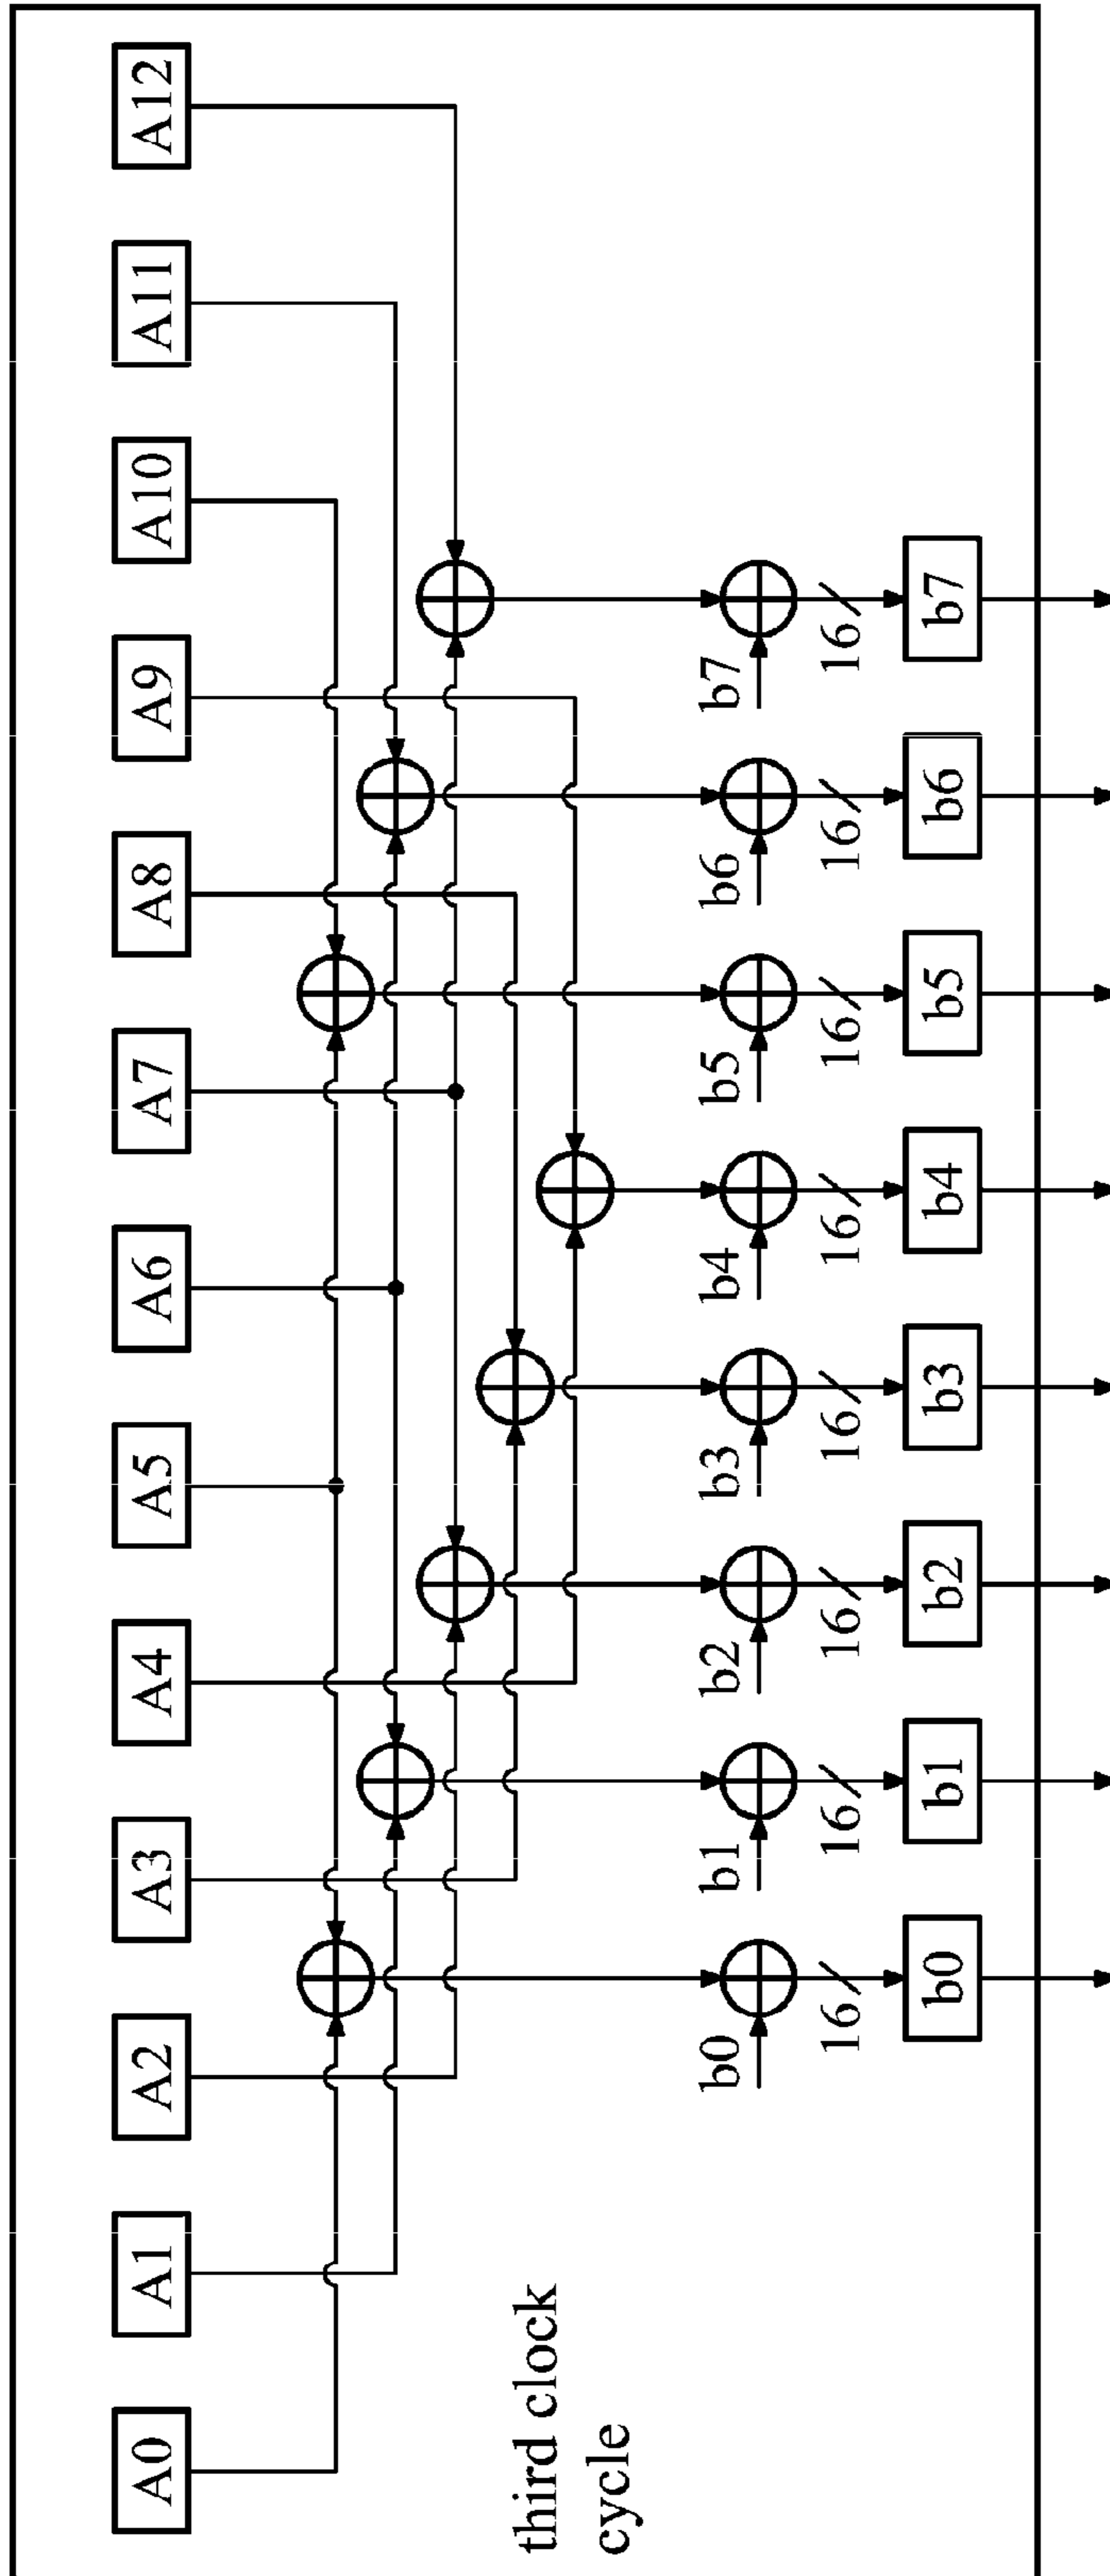 A0 A1 A2 A3 A4 A5 A6 A7 A8 A9 A10 A11 A12
third clock
cycle
b0 b1 b2 b3 b4 b5 b6 b7
16 16 16 16 16 16 16 16
b0 b1 b2 b3 b4 b5 b6 b7